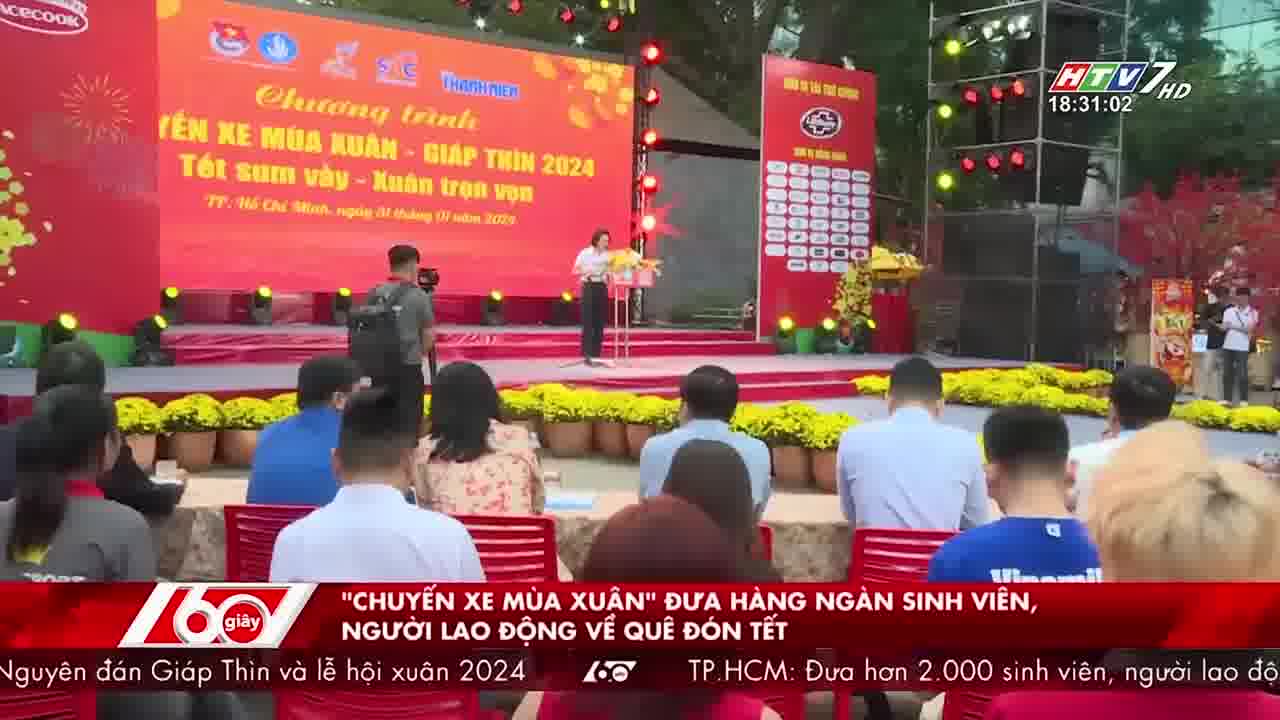 ACECOOK
HTV7 HD
18:31:02
THANH NIÊN
Chương trình
YẾN XE MÙA XUÂN - GIÁP THÌN 2024
Tết sum vầy - Xuân trọn vẹn
TP. Hồ Chí Minh, ngày 01 tháng 01 năm 2024
Lifebuoy
60 giây
"CHUYẾN XE MÙA XUÂN" ĐƯA HÀNG NGÀN SINH VIÊN,
NGƯỜI LAO ĐỘNG VỀ QUÊ ĐÓN TẾT
Nguyên đán Giáp Thìn và lễ hội xuân 2024
TP.HCM: Đưa hơn 2.000 sinh viên, người lao độ